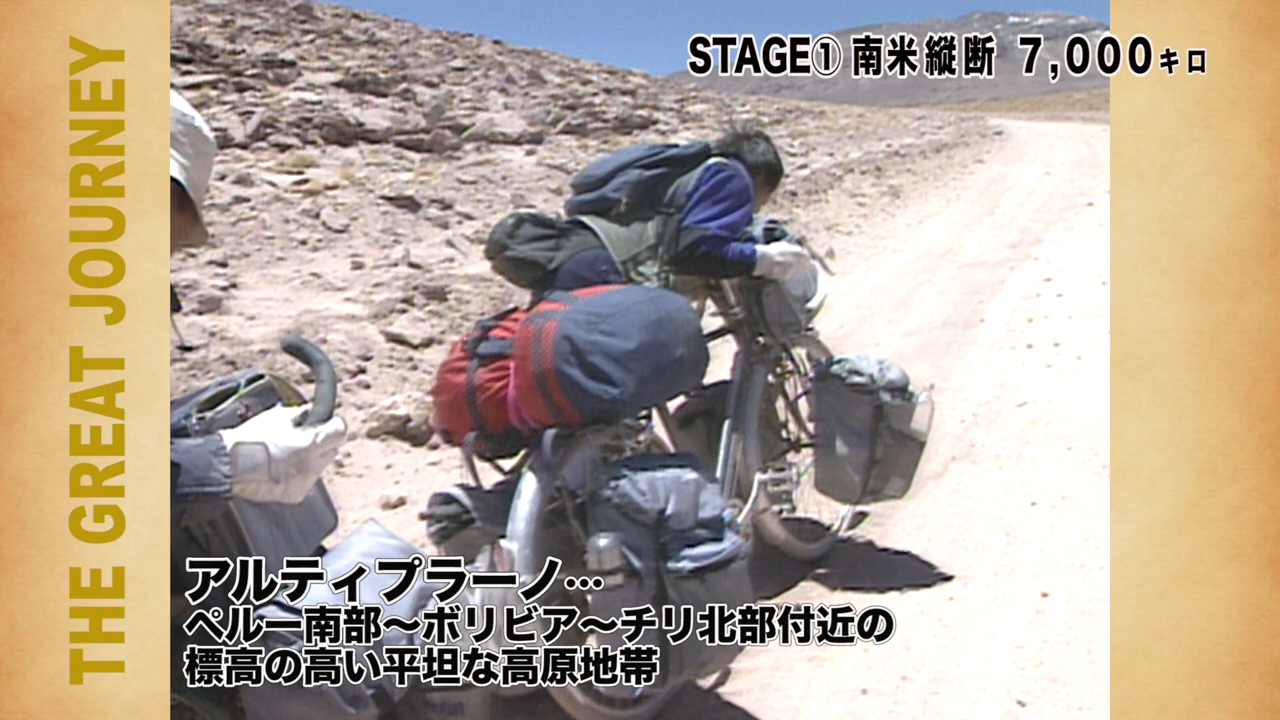 THE GREAT JOURNEY
STAGE① 南米縦断 7,000キロ
アルティプラーノ…
ペルー南部～ボリビア～チリ北部付近の
標高の高い平坦な高原地帯